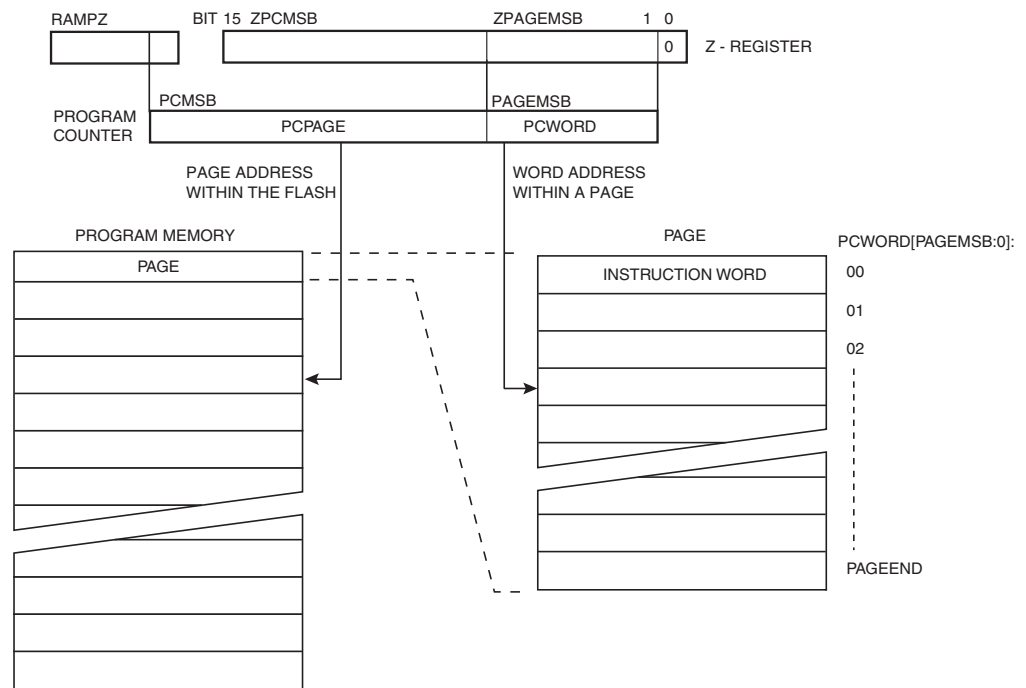 RAMPZ
BIT 15 ZPCMSB ZPAGEMSB 1 0
0 Z - REGISTER
PCMSB PAGEMSB
PROGRAM
COUNTER
PCPAGE PCWORD
PAGE ADDRESS
WITHIN THE FLASH
WORD ADDRESS
WITHIN A PAGE
PROGRAM MEMORY
PAGE
PAGE
PCWORD[PAGEMSB:0]:
INSTRUCTION WORD
00
01
02
PAGEEND